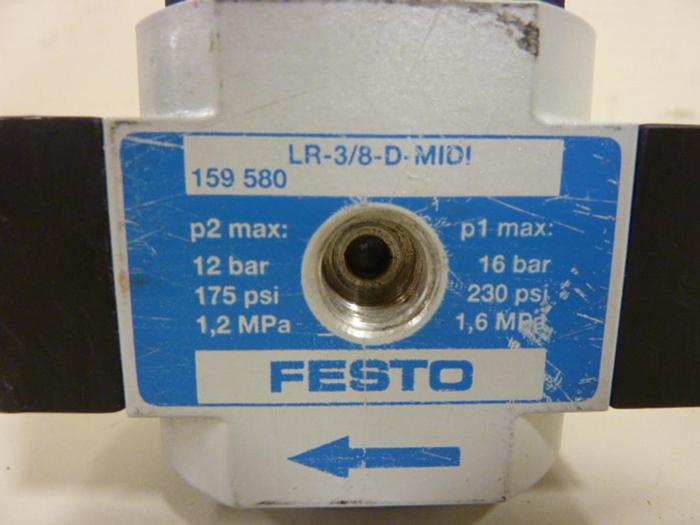 LR-3/8-D-MIDI
159 580
p2 max:
12 bar
175 psi
1,2 MPa
p1 max:
16 bar
230 psi
1,6 MPa
FESTO